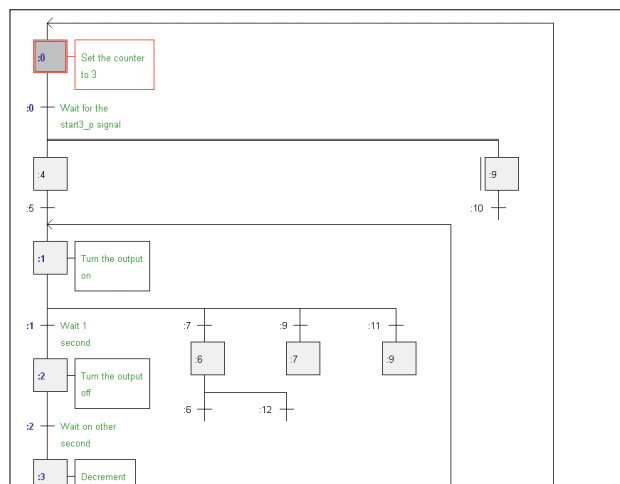 :0
Set the counter
to 3
:0
Wait for the
start3_p signal
:4
:9
:5
:10
:1
Turn the output
on
:1
Wait 1
second
:7
:9
:11
:6
:7
:9
:2
Turn the output
off
:6
:12
:2
Wait on other
second
:3
Decrement